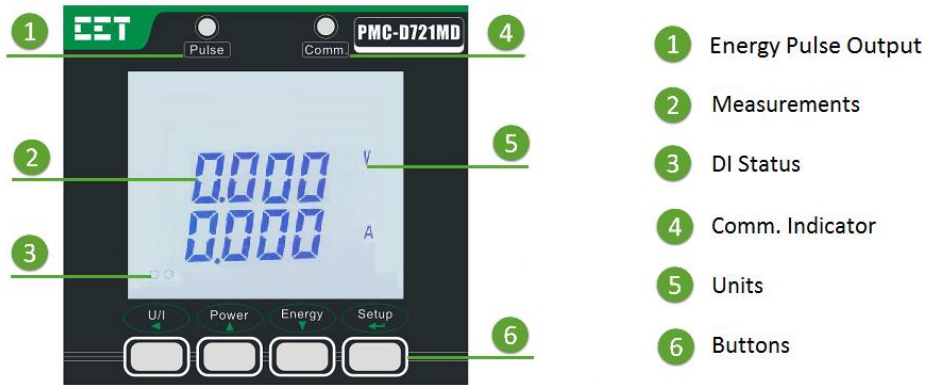 1
CET
Pulse
Comm.
PMC-D721MD
4
1 Energy Pulse Output
2 Measurements
3 DI Status
4 Comm. Indicator
5 Units
6 Buttons
2
0.000 V
5
0.000 A
3
U/I
Power
Energy
Setup
6